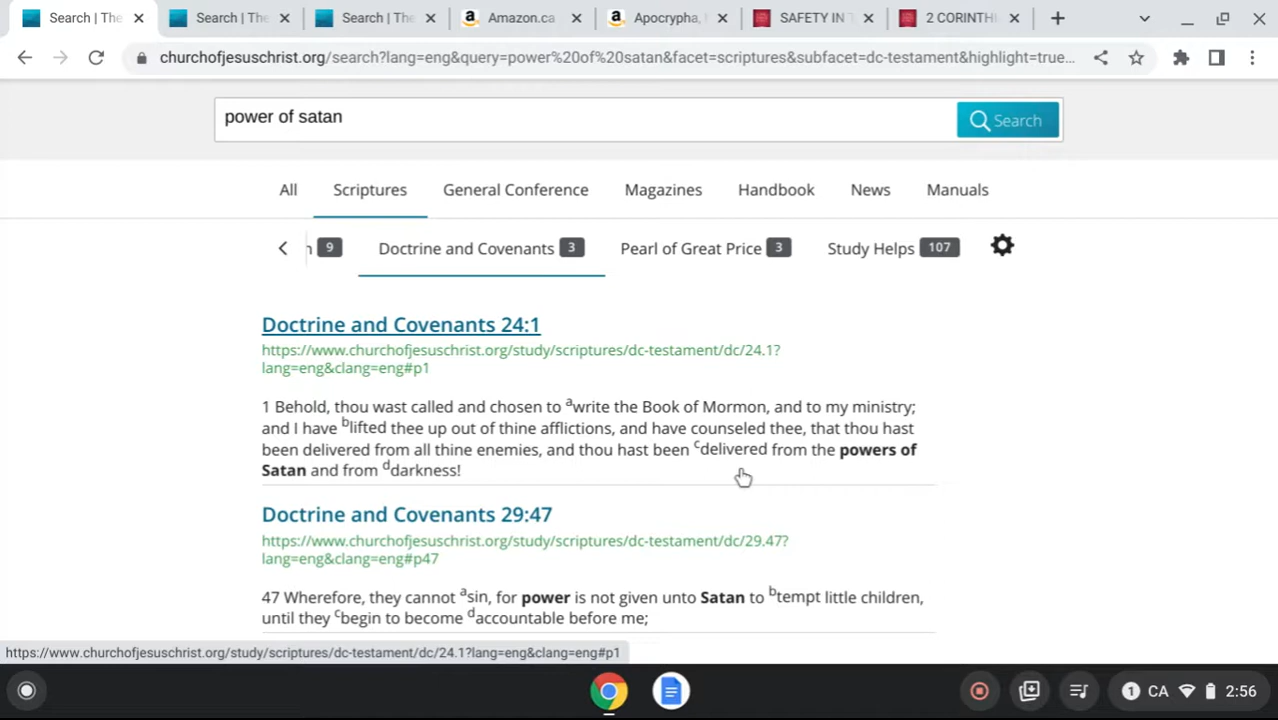 Search | The
Search | The
Search | The
Amazon.ca
Apocrypha,
SAFETY IN
2 CORINTHI
churchofjesuschrist.org/search?lang=eng&query=power%20of%20satan&facet=scriptures&subfacet=dc-testament&highlight=true...
power of satan
Search
All Scriptures General Conference Magazines Handbook News Manuals
9 Doctrine and Covenants 3 Pearl of Great Price 3 Study Helps 107
Doctrine and Covenants 24:1
https://www.churchofjesuschrist.org/study/scriptures/dc-testament/dc/24.1?
lang=eng&clang=eng#p1
1 Behold, thou wast called and chosen to awrite the Book of Mormon, and to my ministry;
and I have blifted thee up out of thine afflictions, and have counseled thee, that thou hast
been delivered from all thine enemies, and thou hast been cdelivered from the powers of
Satan and from ddarkness!
Doctrine and Covenants 29:47
https://www.churchofjesuschrist.org/study/scriptures/dc-testament/dc/29.47?
lang=eng&clang=eng#p47
47 Wherefore, they cannot asin, for power is not given unto Satan to btempt little children,
until they cbegin to become daccountable before me;
https://www.churchofjesuschrist.org/study/scriptures/dc-testament/dc/24.1?lang=eng&clang=eng#p1
1 CA 2:56